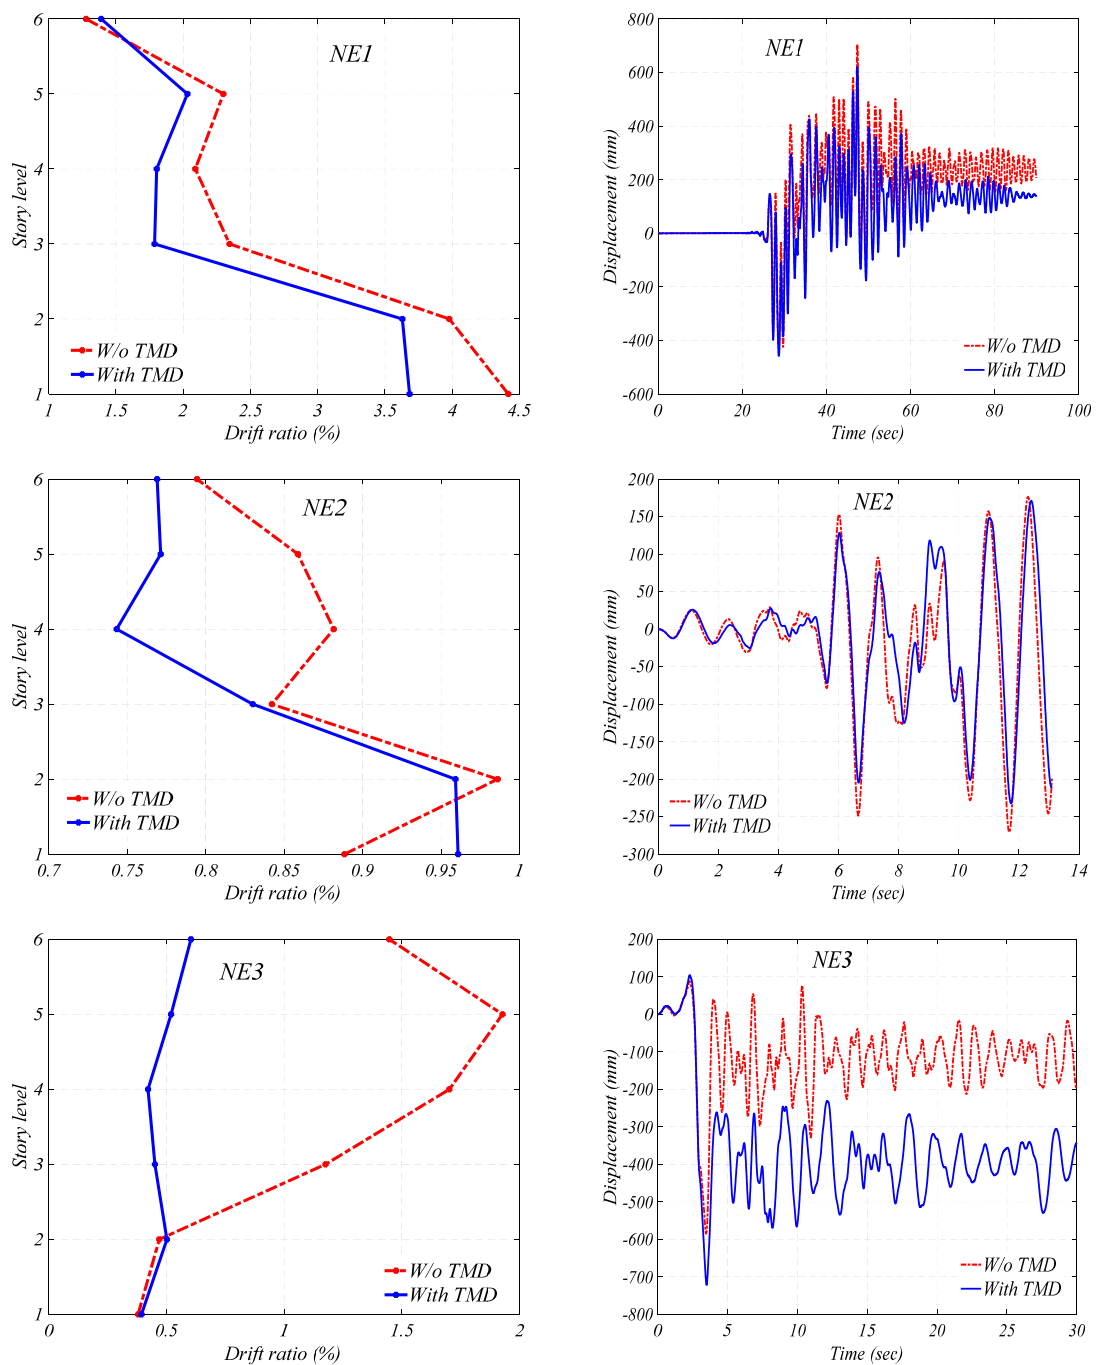 NE1
Story level
6
5
4
3
2
1
W/o TMD
With TMD
1 1.5 2 2.5 3 3.5 4 4.5
Drift ratio (%)
NE1
Displacement (mm)
800
600
400
200
0
-200
-400
-600
W/o TMD
With TMD
0 20 40 60 80 100
Time (sec)
NE2
Story level
6
5
4
3
2
1
W/o TMD
With TMD
0.7 0.75 0.8 0.85 0.9 0.95 1
Drift ratio (%)
NE2
Displacement (mm)
200
150
100
50
0
-50
-100
-150
-200
-250
-300
W/o TMD
With TMD
0 2 4 6 8 10 12 14
Time (sec)
NE3
Story level
6
5
4
3
2
1
W/o TMD
With TMD
0 0.5 1 1.5 2
Drift ratio (%)
NE3
Displacement (mm)
200
100
0
-100
-200
-300
-400
-500
-600
-700
-800
W/o TMD
With TMD
0 5 10 15 20 25 30
Time (sec)